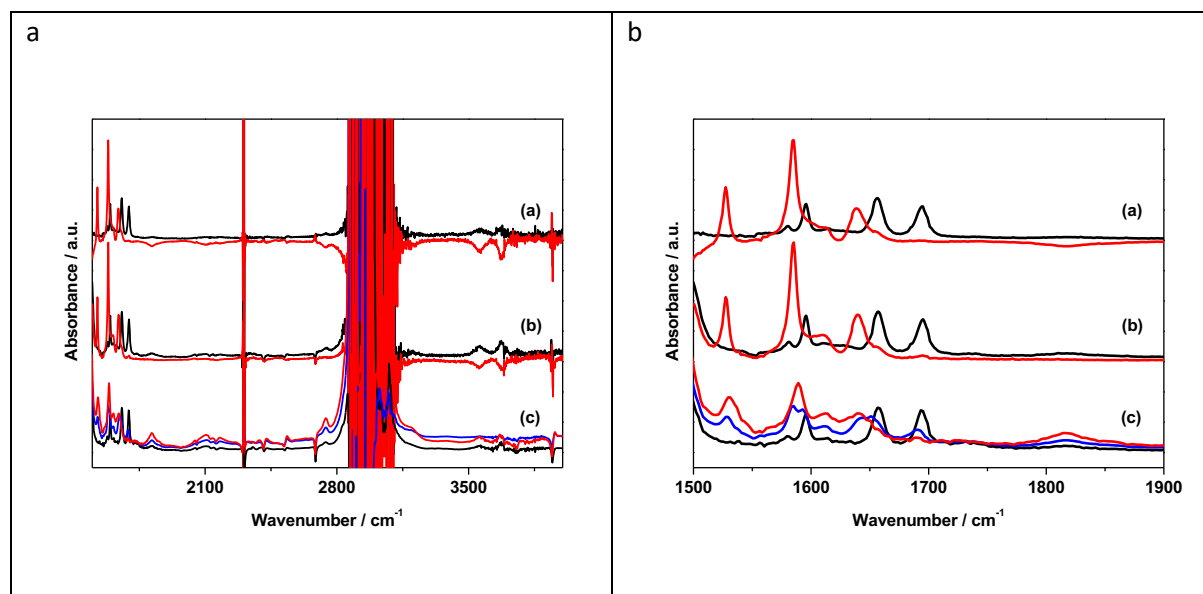 a
Absorbance / a.u.
(a)
(b)
(c)
2100 2800 3500
Wavenumber / cm-1
b
Absorbance / a.u.
(a)
(b)
(c)
1500 1600 1700 1800 1900
Wavenumber / cm-1